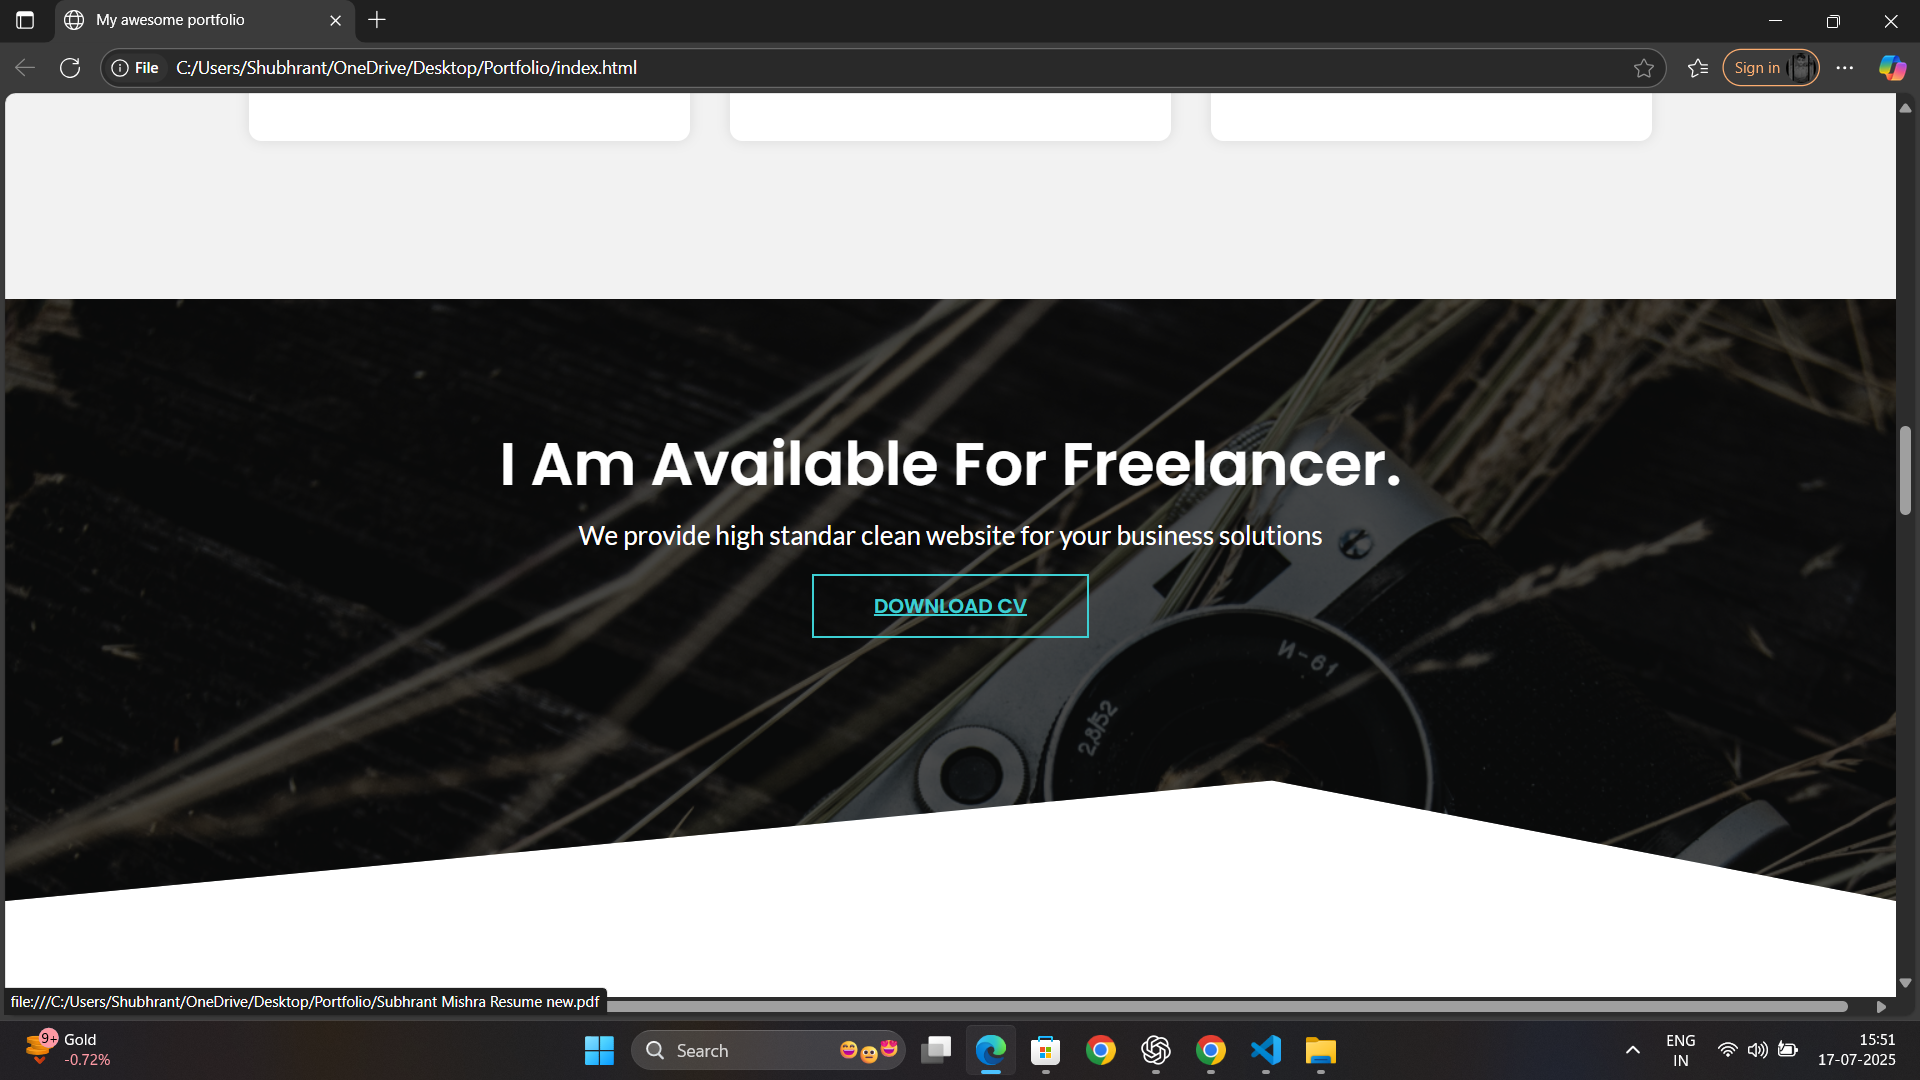 My awesome portfolio
File C:/Users/Shubhrant/OneDrive/Desktop/Portfolio/index.html
Sign in
I Am Available For Freelancer.
We provide high standar clean website for your business solutions
DOWNLOAD CV
И-61
2,8/52
file:///C:/Users/Shubhrant/OneDrive/Desktop/Portfolio/Subhrant Mishra Resume new.pdf
9+
Gold
-0.72%
Search
ENG
IN
15:51
17-07-2025